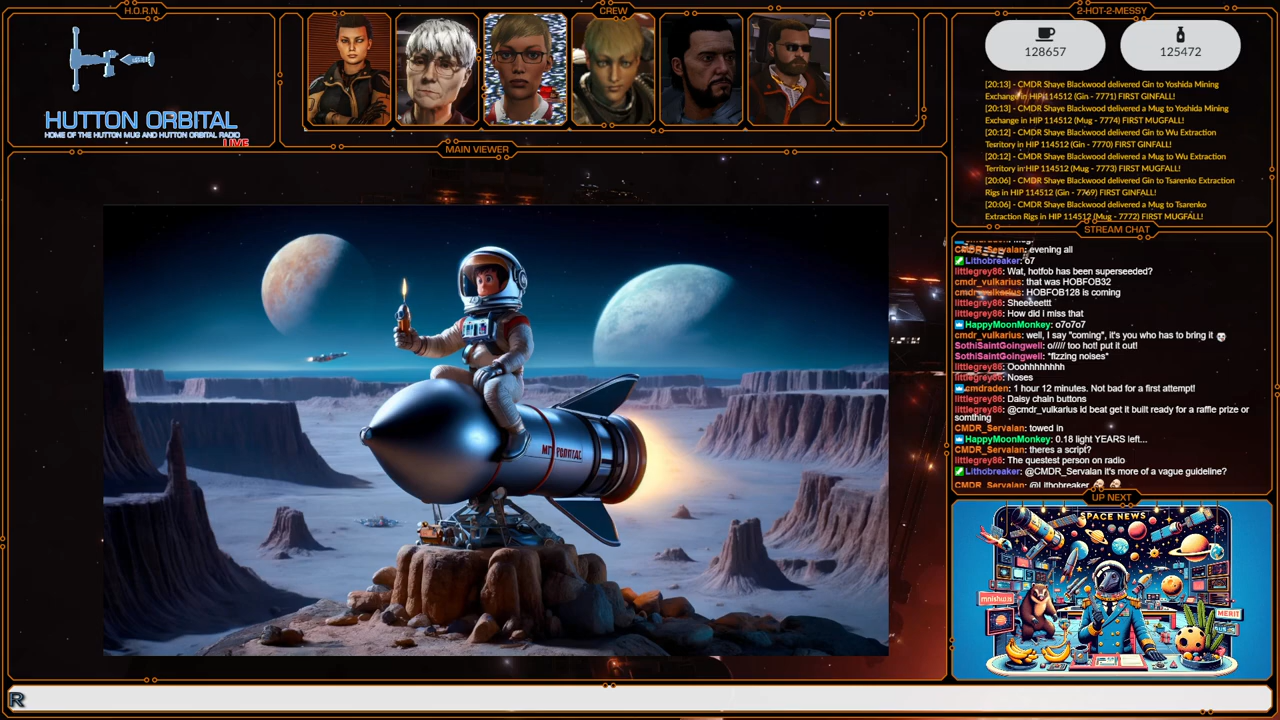 H.O.R.N.
HUTTON ORBITAL
HOME OF THE HUTTON MUG AND HUTTON ORBITAL RADIO
LIVE
CREW
2-HOT-2-MESSY
128657
125472
[20:13] - CMDR Shaye Blackwood delivered Gin to Yoshida Mining
Exchange in HIP 114512 (Gin - 7771) FIRST GINFALL!
[20:13] - CMDR Shaye Blackwood delivered a Mug to Yoshida Mining
Exchange in HIP 114512 (Mug - 7774) FIRST MUGFALL!
[20:12] - CMDR Shaye Blackwood delivered Gin to Wu Extraction
Territory in HIP 114512 (Gin - 7770) FIRST GINFALL!
[20:12] - CMDR Shaye Blackwood delivered a Mug to Wu Extraction
Territory in HIP 114512 (Mug - 7773) FIRST MUGFALL!
[20:06] - CMDR Shaye Blackwood delivered Gin to Tsarenko Extraction
Rigs in HIP 114512 (Gin - 7769) FIRST GINFALL!
[20:06] - CMDR Shaye Blackwood delivered a Mug to Tsarenko
Extraction Rigs in HIP 114512 (Mug - 7772) FIRST MUGFALL!
MAIN VIEWER
STREAM CHAT
CMDR_Servalan: evening all
Lithobreaker: o7
littlegrey86: Wat, hotfob has been superseeded?
cmdr_vulkarius: that was HOBFOB32
cmdr_vulkarius: HOBFOB128 is coming
littlegrey86: Sheeeeettt
littlegrey86: How did I miss that
HappyMoonMonkey: o7o7o7
cmdr_vulkarius: well, I say "coming", it's you who has to bring it
SothiSaintGoingwell: o///// too hot! put it out!
SothiSaintGoingwell: *fizzing noises*
littlegrey86: Ooohhhhhhhh
littlegrey86: Noses
cmdraden: 1 hour 12 minutes. Not bad for a first attempt!
littlegrey86: Daisy chain buttons
littlegrey86: @cmdr_vulkarius id beat get it built ready for a raffle prize or
somthing
CMDR_Servalan: towed in
HappyMoonMonkey: 0.18 light YEARS left...
CMDR_Servalan: theres a script?
littlegrey86: The questest person on radio
Lithobreaker: @CMDR_Servalan it's more of a vague guideline?
CMDR_Servalan: @Lithobreaker
UP NEXT
SPACE NEWS
MERIT
R